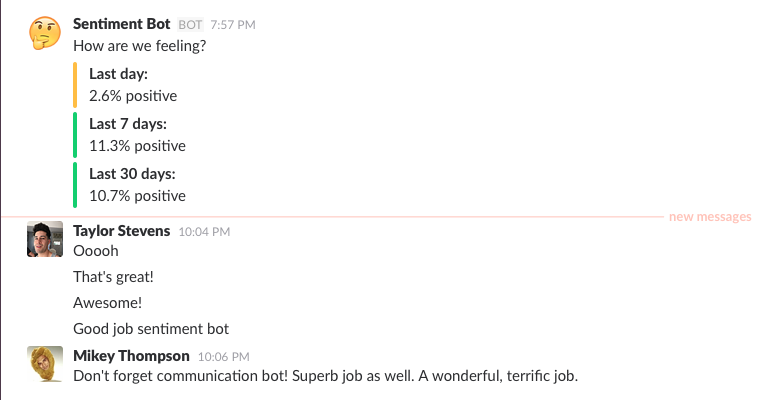 Sentiment Bot BOT 7:57 PM
How are we feeling?
Last day:
2.6% positive
Last 7 days:
11.3% positive
Last 30 days:
10.7% positive
new messages
Taylor Stevens 10:04 PM
Ooooh
That's great!
Awesome!
Good job sentiment bot
Mikey Thompson 10:06 PM
Don't forget communication bot! Superb job as well. A wonderful, terrific job.